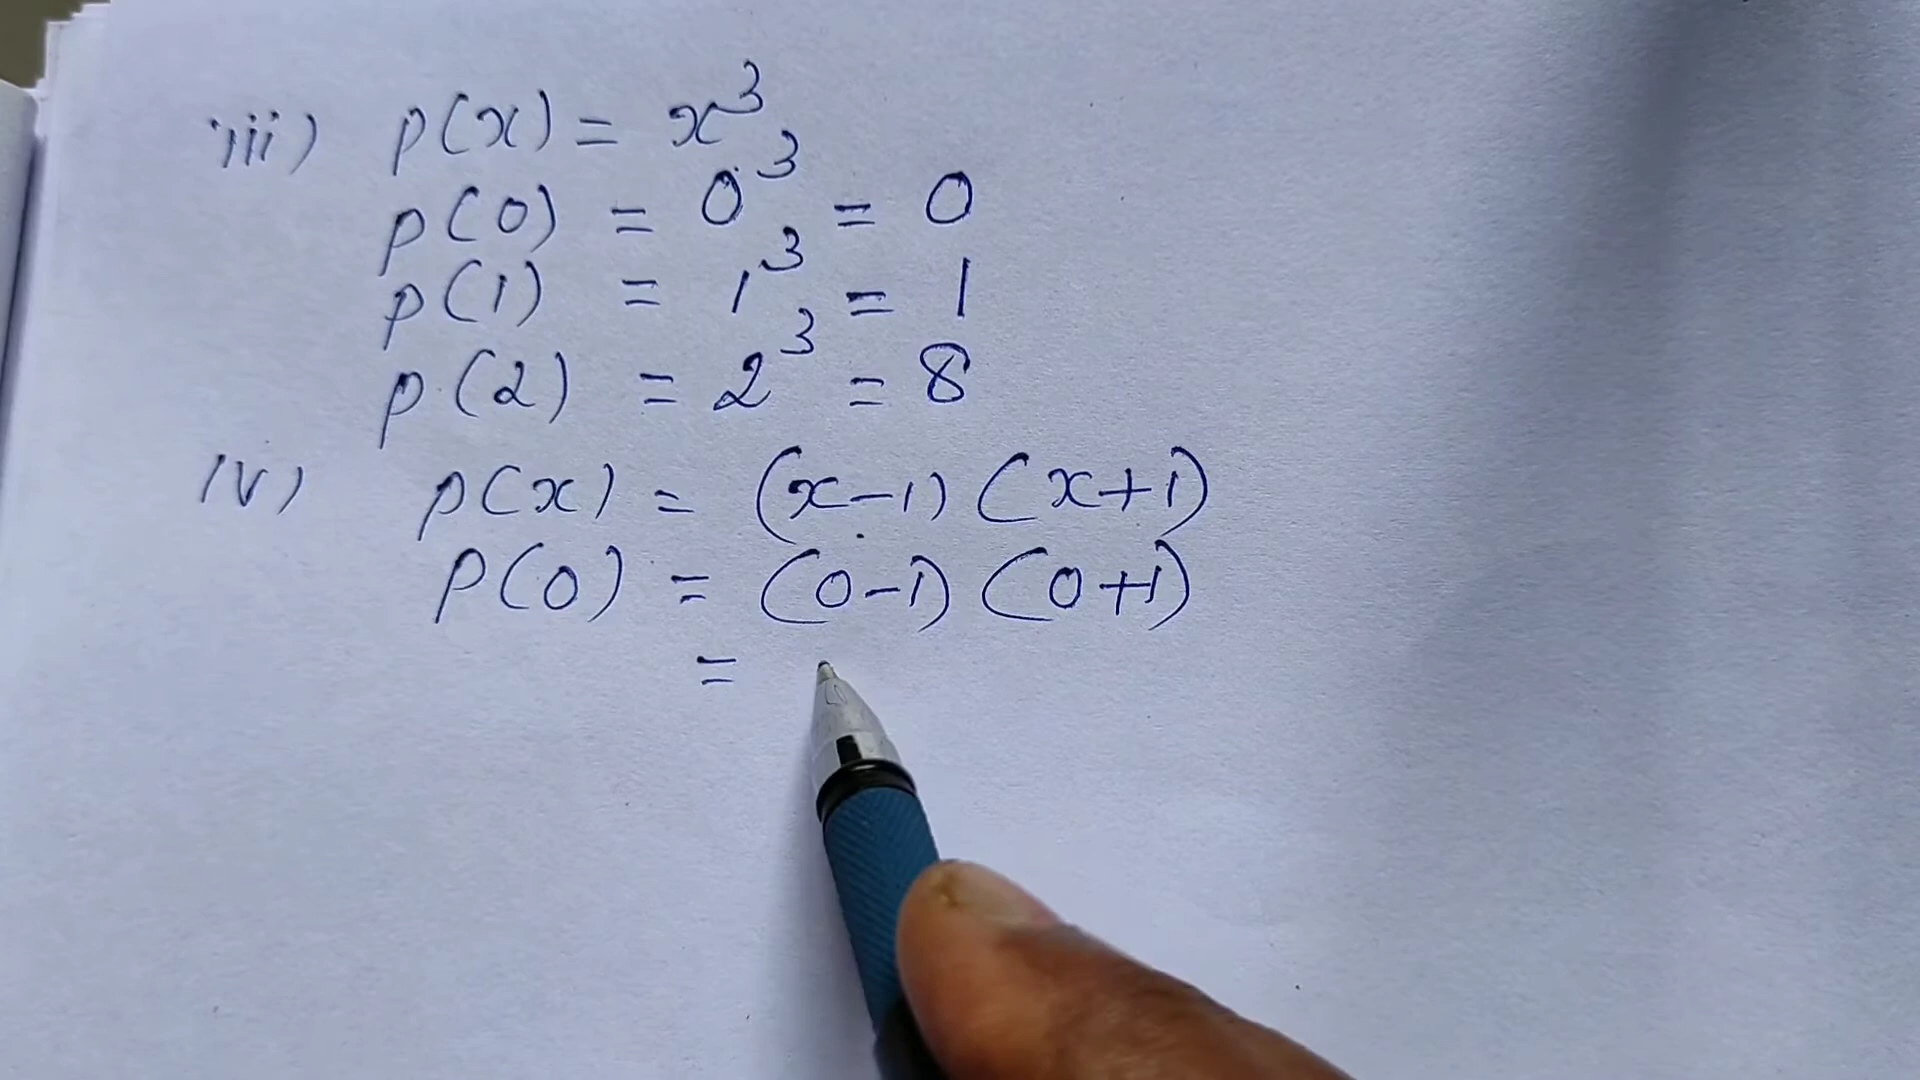 iii) p(x) = x³
p(0) = 0³ = 0
p(1) = 1³ = 1
p(2) = 2³ = 8
iv) p(x) = (x-1) (x+1)
P(0) = (0-1) (0+1)
=